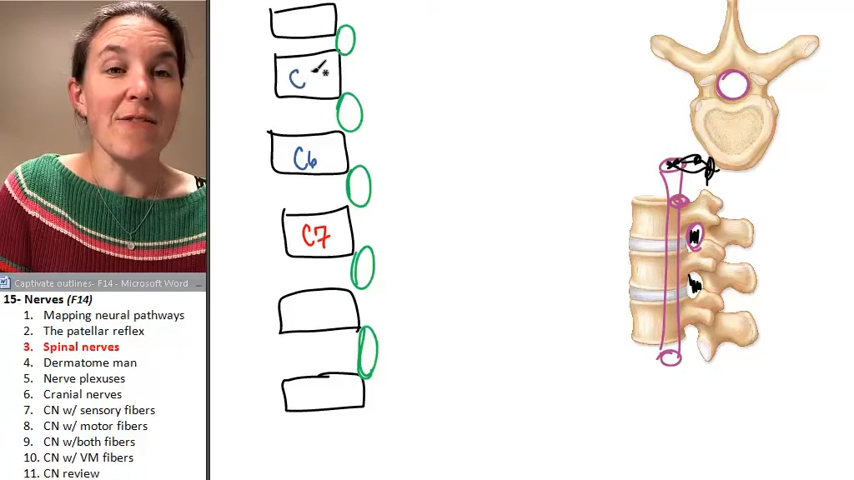 C
C6
C7
Captivate outlines- F14 - Microsoft Word
15- Nerves (F14)
1. Mapping neural pathways
2. The patellar reflex
3. Spinal nerves
4. Dermatome man
5. Nerve plexuses
6. Cranial nerves
7. CN w/ sensory fibers
8. CN w/ motor fibers
9. CN w/both fibers
10. CN w/ VM fibers
11. CN review